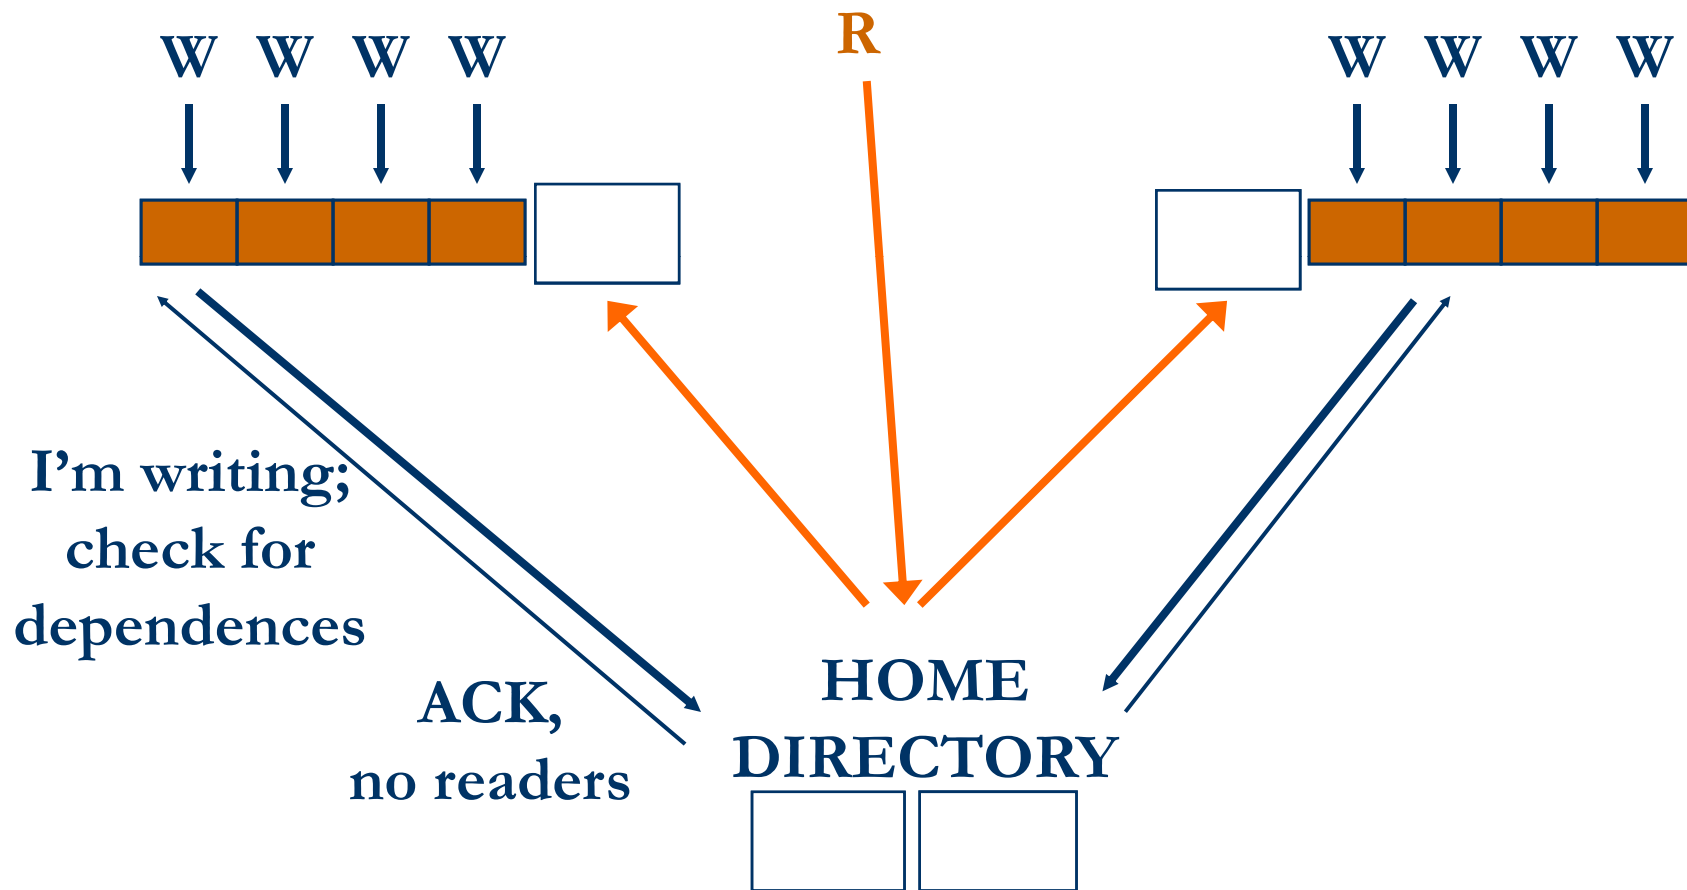 R
W W W W
W W W W
I’m writing;
check for
dependences
ACK,
no readers
HOME
DIRECTORY